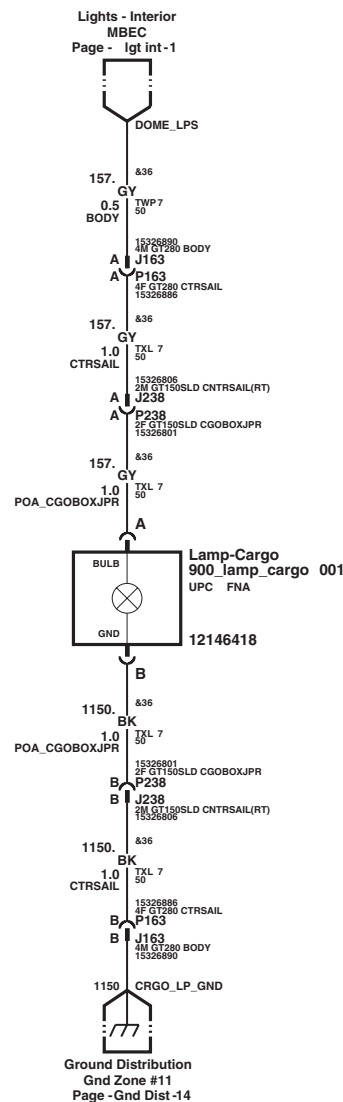 Lights - Interior
MBEC
Page - lgt int-1
DOME_LPS
157.
&36
GY
0.5
TWP 7
BODY
50
15326890
4M GT280 BODY
A J163
A P163
4F GT280 CTRSAIL
15326886
157.
&36
GY
1.0
TXL 7
CTRSAIL
50
15326806
2M GT150SLD CNTRSAIL(RT)
A J238
A P238
2F GT150SLD CGOBOXJPR
15326801
157.
&36
GY
1.0
TXL 7
POA_CGOBOXJPR
50
A
BULB
Lamp-Cargo
900_lamp_cargo 001
UPC FNA
GND
12146418
B
1150.
&36
BK
1.0
TXL 7
POA_CGOBOXJPR
50
15326801
2F GT150SLD CGOBOXJPR
B P238
B J238
2M GT150SLD CNTRSAIL(RT)
15326806
1150.
&36
BK
1.0
TXL 7
CTRSAIL
50
15326886
4F GT280 CTRSAIL
B P163
B J163
4M GT280 BODY
15326890
1150 CRGO_LP_GND
Ground Distribution
Gnd Zone #11
Page -Gnd Dist -14